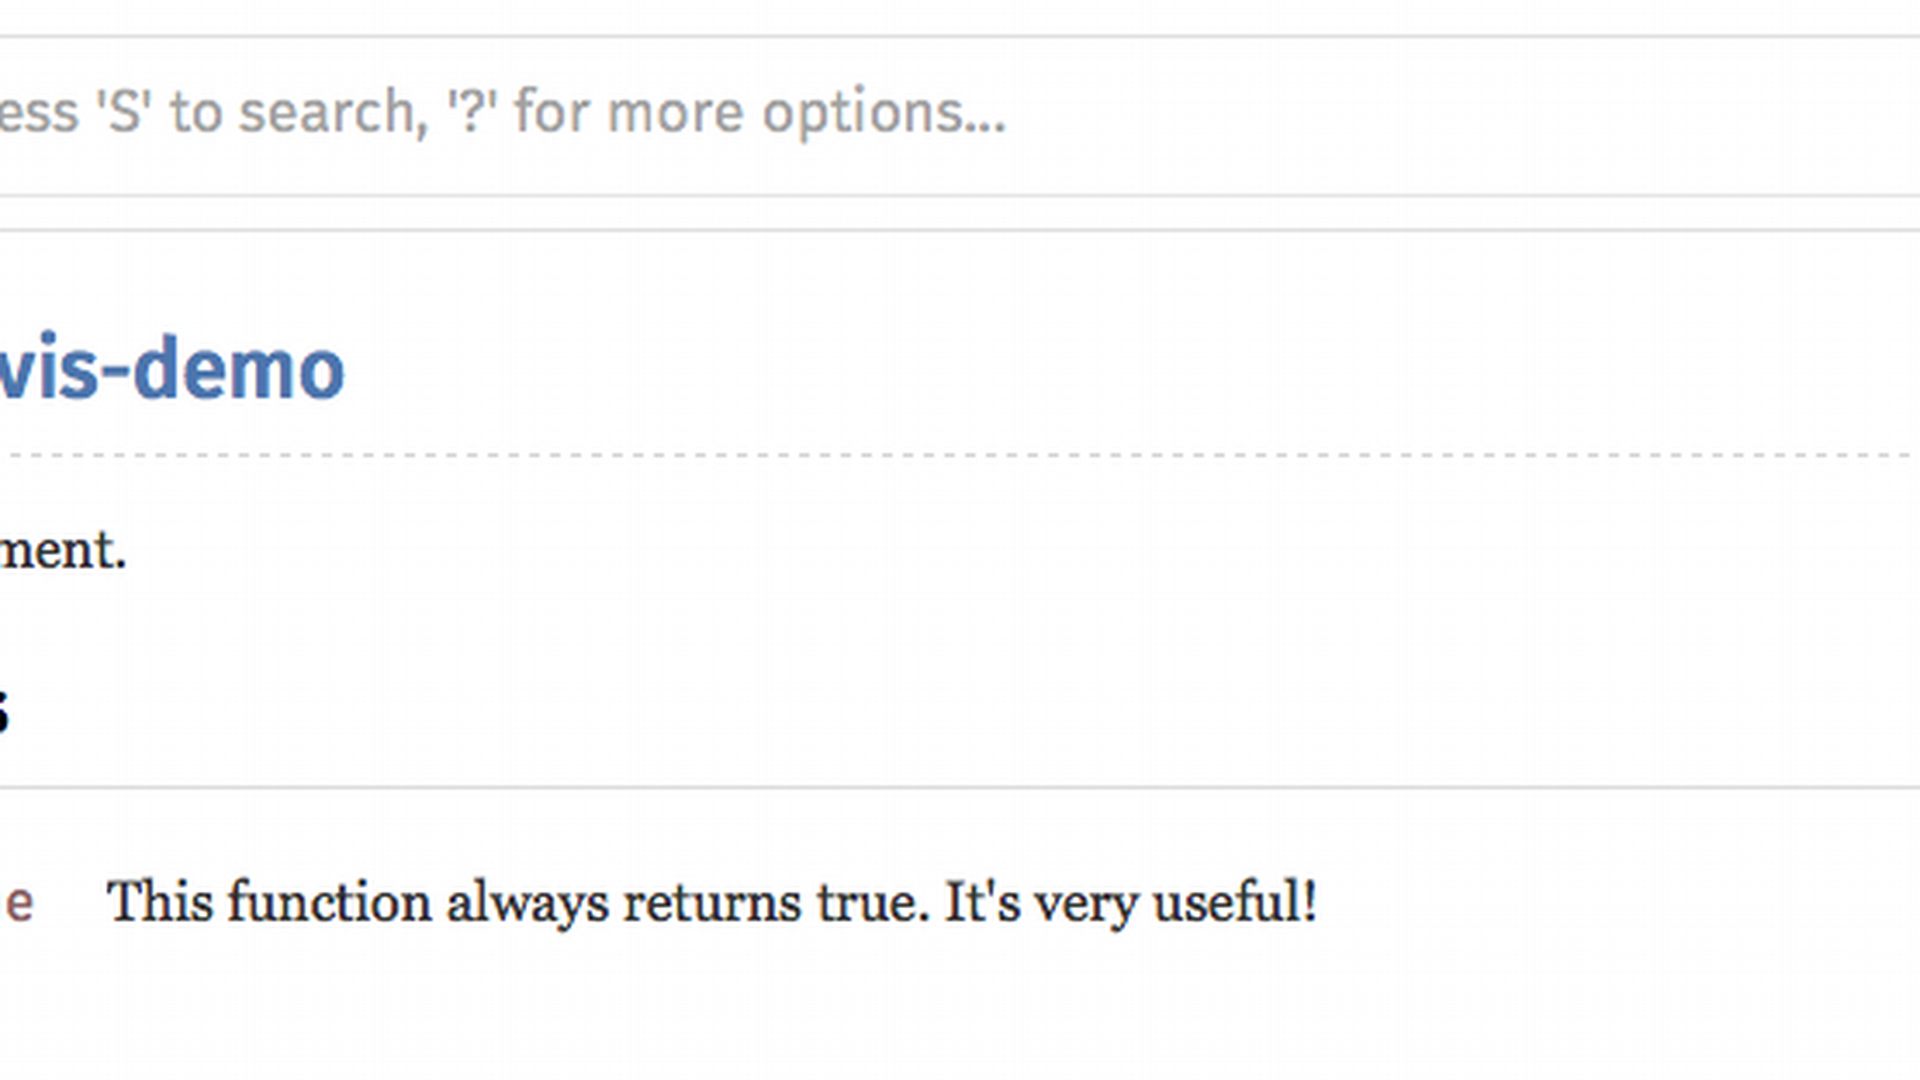 ess 'S' to search, '?' for more options...
vis-demo
ment.
s
e This function always returns true. It's very useful!